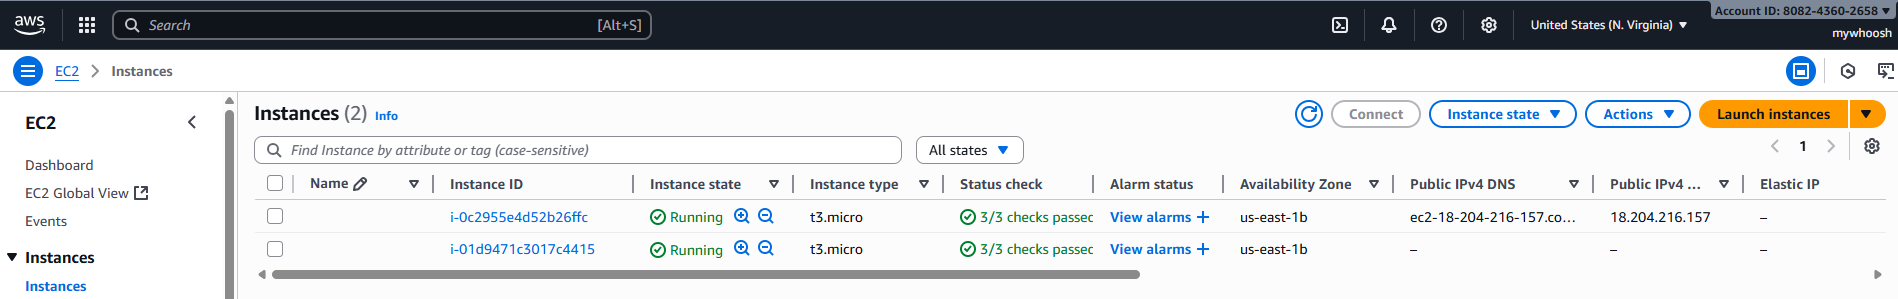 aws Search [Alt+S] United States (N. Virginia) Account ID: 8082-4360-2658
mywhoosh
EC2 Instances
EC2
Dashboard
EC2 Global View
Events
Instances
Instances
Instances (2) Info Connect Instance state Actions Launch instances
Find Instance by attribute or tag (case-sensitive) All states 1
Name Instance ID Instance state Instance type Status check Alarm status Availability Zone Public IPv4 DNS Public IPv4 ... Elastic IP
i-0c2955e4d52b26ffc Running t3.micro 3/3 checks passec View alarms + us-east-1b ec2-18-204-216-157.co... 18.204.216.157 –
i-01d9471c3017c4415 Running t3.micro 3/3 checks passec View alarms + us-east-1b – – –